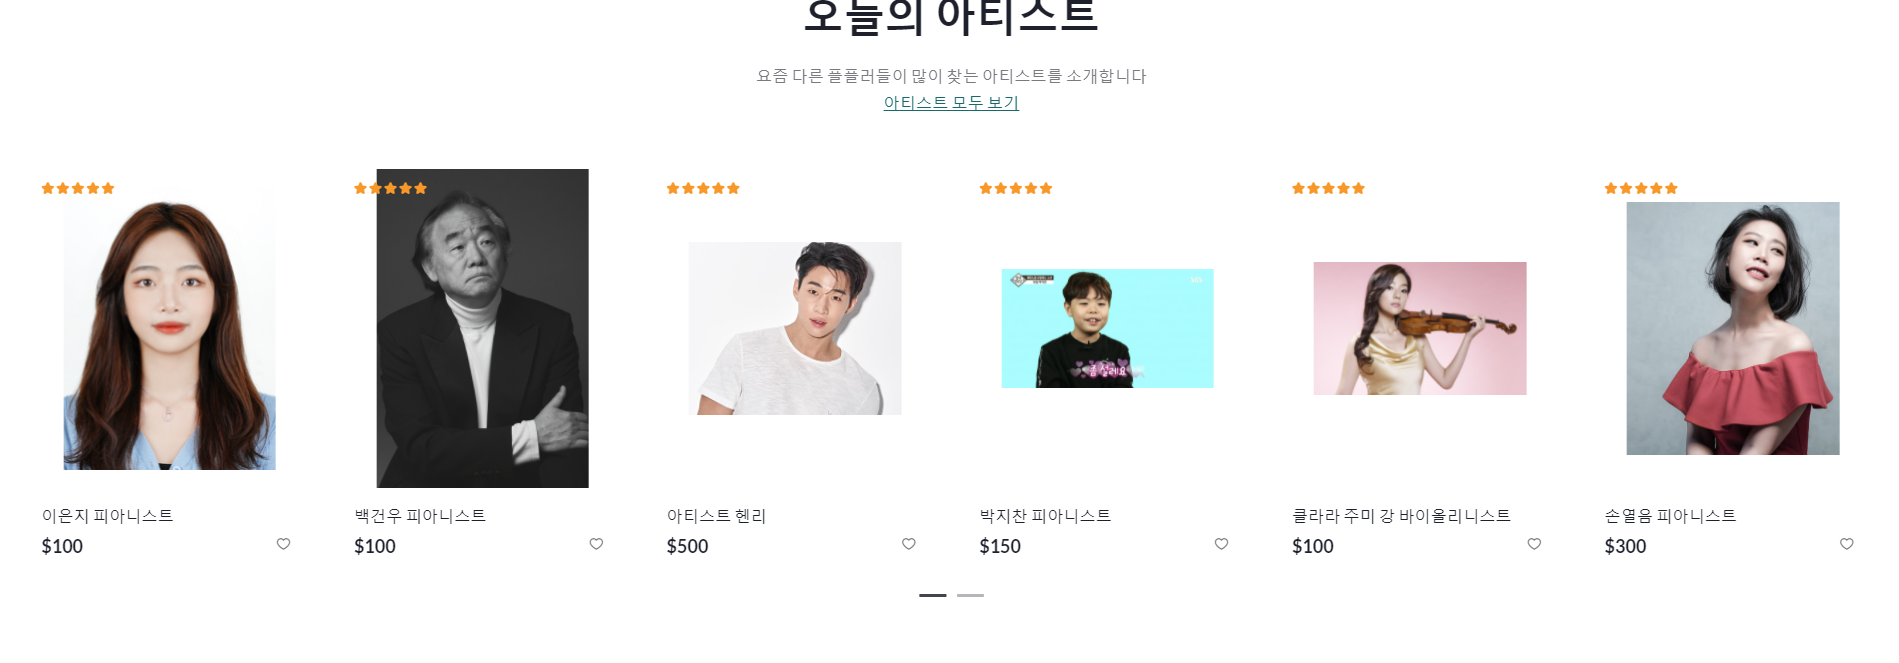 오늘의 아티스트
요즘 다른 플플러들이 많이 찾는 아티스트를 소개합니다
아티스트 모두 보기
좀 설레요
이은지 피아니스트
$100
백건우 피아니스트
$100
아티스트 헨리
$500
박지찬 피아니스트
$150
클라라 주미 강 바이올리니스트
$100
손열음 피아니스트
$300